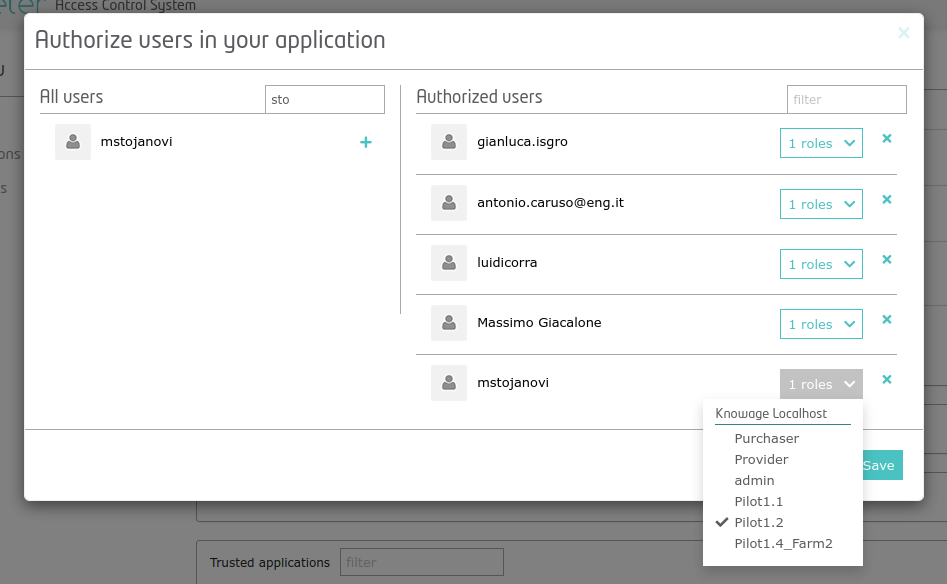 Access Control System
Authorize users in your application
All users
sto
mstojanovi
Authorized users
filter
gianluca.isgro
1 roles
antonio.caruso@eng.it
1 roles
luidicorra
1 roles
Massimo Giacalone
1 roles
mstojanovi
1 roles
Knowage Localhost
Purchaser
Provider
admin
Pilot1.1
Pilot1.2
Pilot1.4_Farm2
Save
Trusted applications
filter